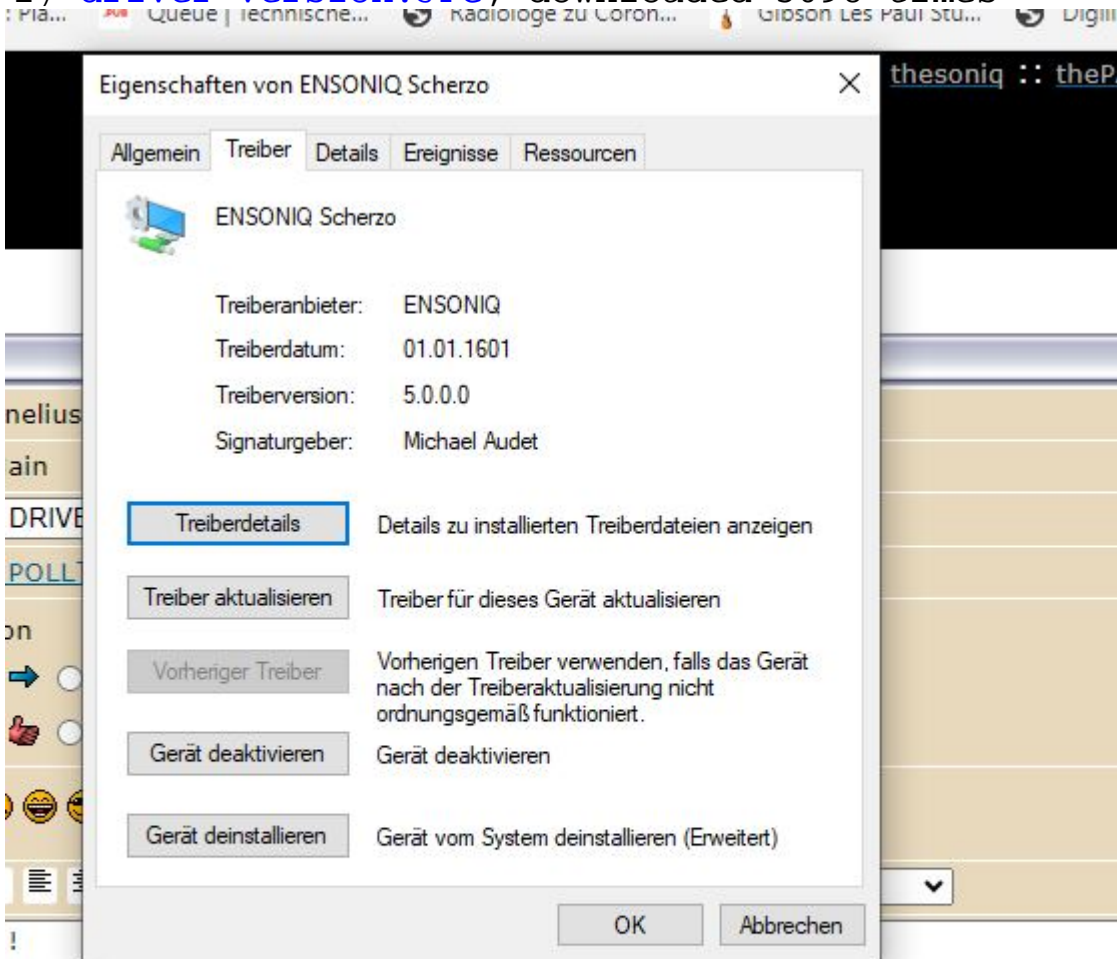 : Pla... Queue | Technische... Radiologe zu Coron... Gibson Les Paul Stu...
Eigenschaften von ENSONIQ Scherzo
thesoniq :: theP
Allgemein Treiber Details Ereignisse Ressourcen
ENSONIQ Scherzo
Treiberanbieter: ENSONIQ
Treiberdatum: 01.01.1601
Treiberversion: 5.0.0.0
Signaturgeber: Michael Audet
nelius
ain
DRIVE
POLL
on
Treiberdetails Details zu installierten Treiberdateien anzeigen
Treiber aktualisieren Treiber für dieses Gerät aktualisieren
Vorheriger Treiber Vorherigen Treiber verwenden, falls das Gerät
nach der Treiberaktualisierung nicht
ordnungsgemäß funktioniert.
Gerät deaktivieren Gerät deaktivieren
Gerät deinstallieren Gerät vom System deinstallieren (Erweitert)
!
OK Abbrechen